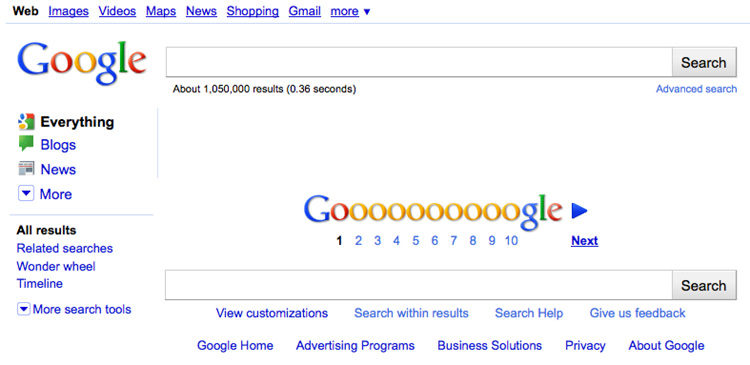 Web Images Videos Maps News Shopping Gmail more ▼
Google
Search
About 1,050,000 results (0.36 seconds)
Advanced search
Everything
Blogs
News
More
All results
Related searches
Wonder wheel
Timeline
More search tools
Goooooooooogle
1 2 3 4 5 6 7 8 9 10 Next
Search
View customizations Search within results Search Help Give us feedback
Google Home Advertising Programs Business Solutions Privacy About Google